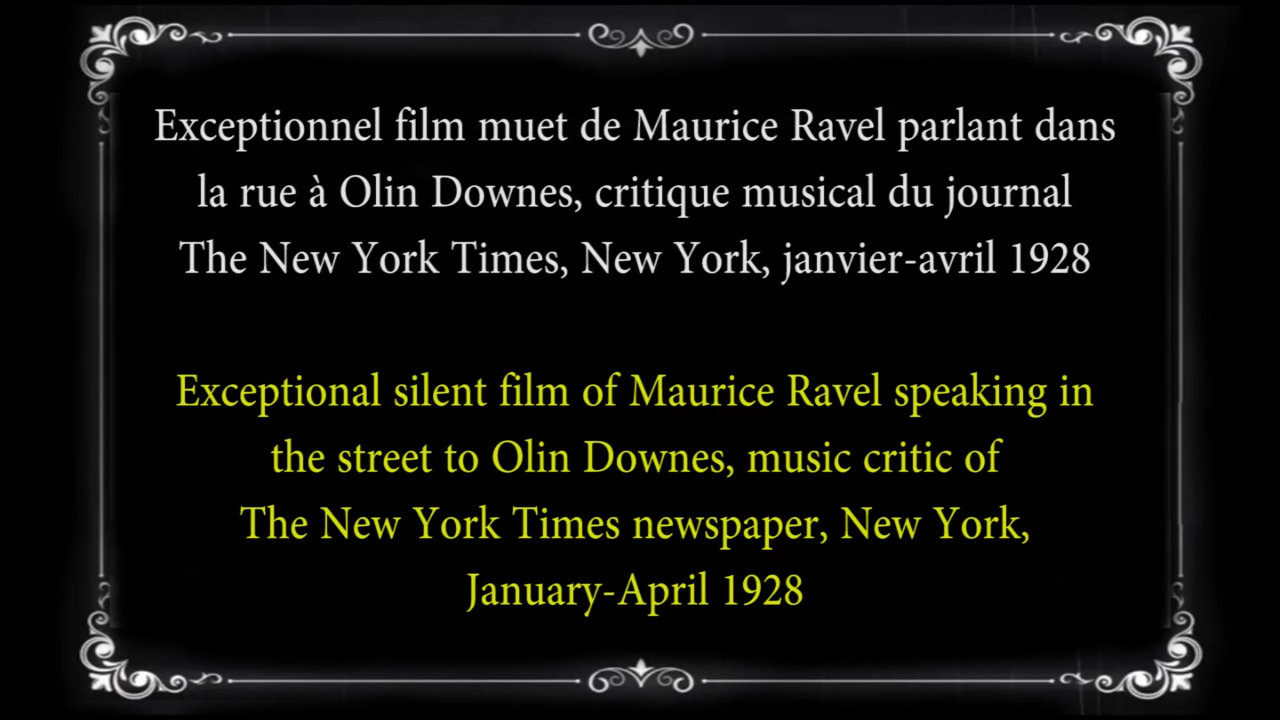 Exceptionnel film muet de Maurice Ravel parlant dans
la rue à Olin Downes, critique musical du journal
The New York Times, New York, janvier-avril 1928
Exceptional silent film of Maurice Ravel speaking in
the street to Olin Downes, music critic of
The New York Times newspaper, New York,
January-April 1928